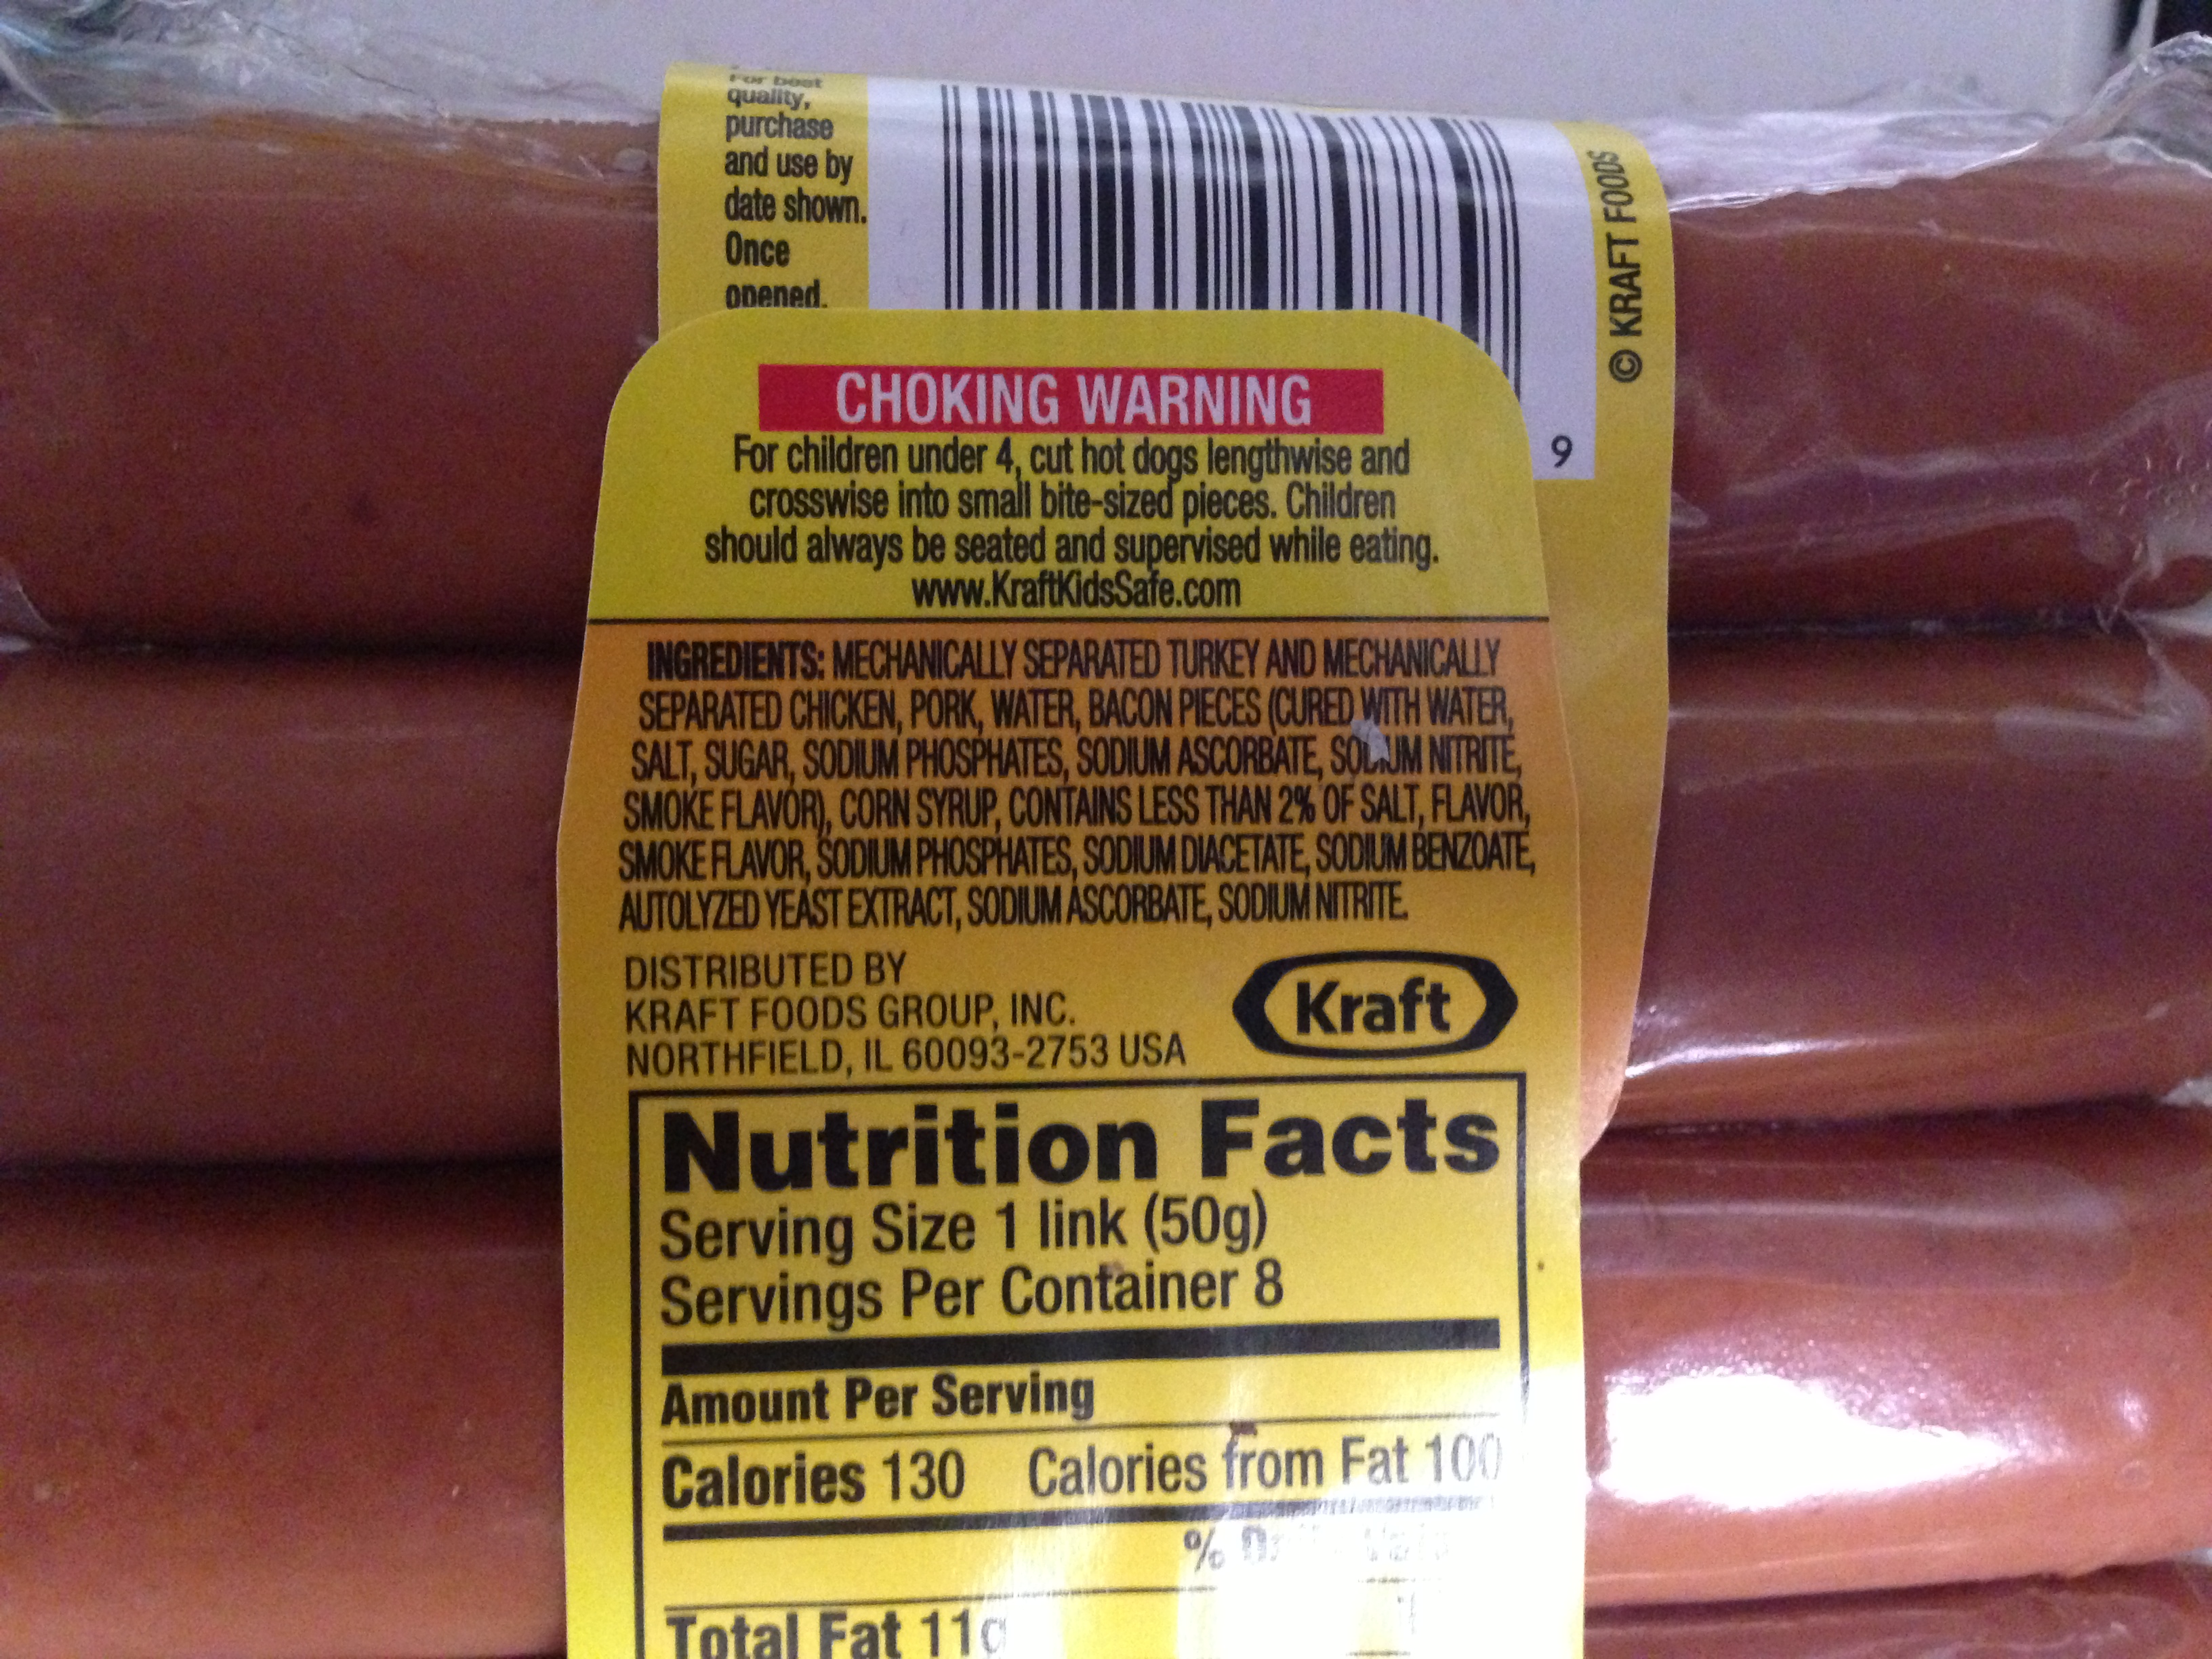 For best
quality,
purchase
and use by
date shown.
Once
opened,
© KRAFT FOODS
9
CHOKING WARNING
For children under 4, cut hot dogs lengthwise and
crosswise into small bite-sized pieces. Children
should always be seated and supervised while eating.
www.KraftKidsSafe.com
INGREDIENTS: MECHANICALLY SEPARATED TURKEY AND MECHANICALLY
SEPARATED CHICKEN, PORK, WATER, BACON PIECES (CURED WITH WATER,
SALT, SUGAR, SODIUM PHOSPHATES, SODIUM ASCORBATE, SODIUM NITRITE,
SMOKE FLAVOR), CORN SYRUP, CONTAINS LESS THAN 2% OF SALT, FLAVOR,
SMOKE FLAVOR, SODIUM PHOSPHATES, SODIUM DIACETATE, SODIUM BENZOATE,
AUTOLYZED YEAST EXTRACT, SODIUM ASCORBATE, SODIUM NITRITE.
DISTRIBUTED BY
KRAFT FOODS GROUP, INC.
NORTHFIELD, IL 60093-2753 USA
Kraft
Nutrition Facts
Serving Size 1 link (50g)
Servings Per Container 8
Amount Per Serving
Calories 130 Calories from Fat 100
%
Total Fat 11g